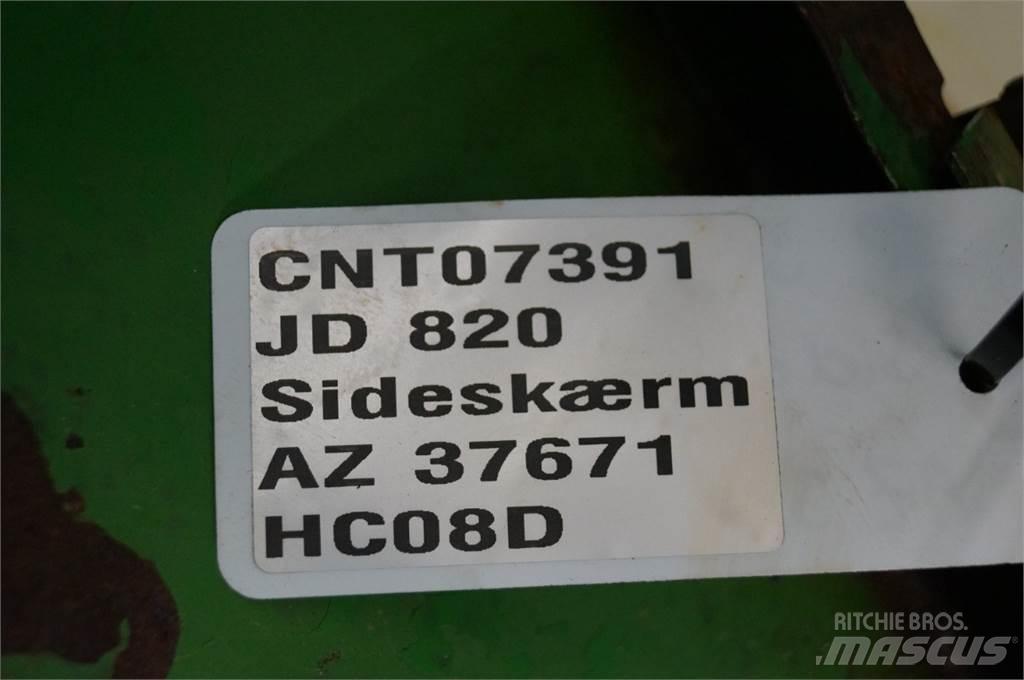 CNT07391
JD 820
Sideskærm
AZ 37671
HC08D
RITCHIE BROS.
MASCUS